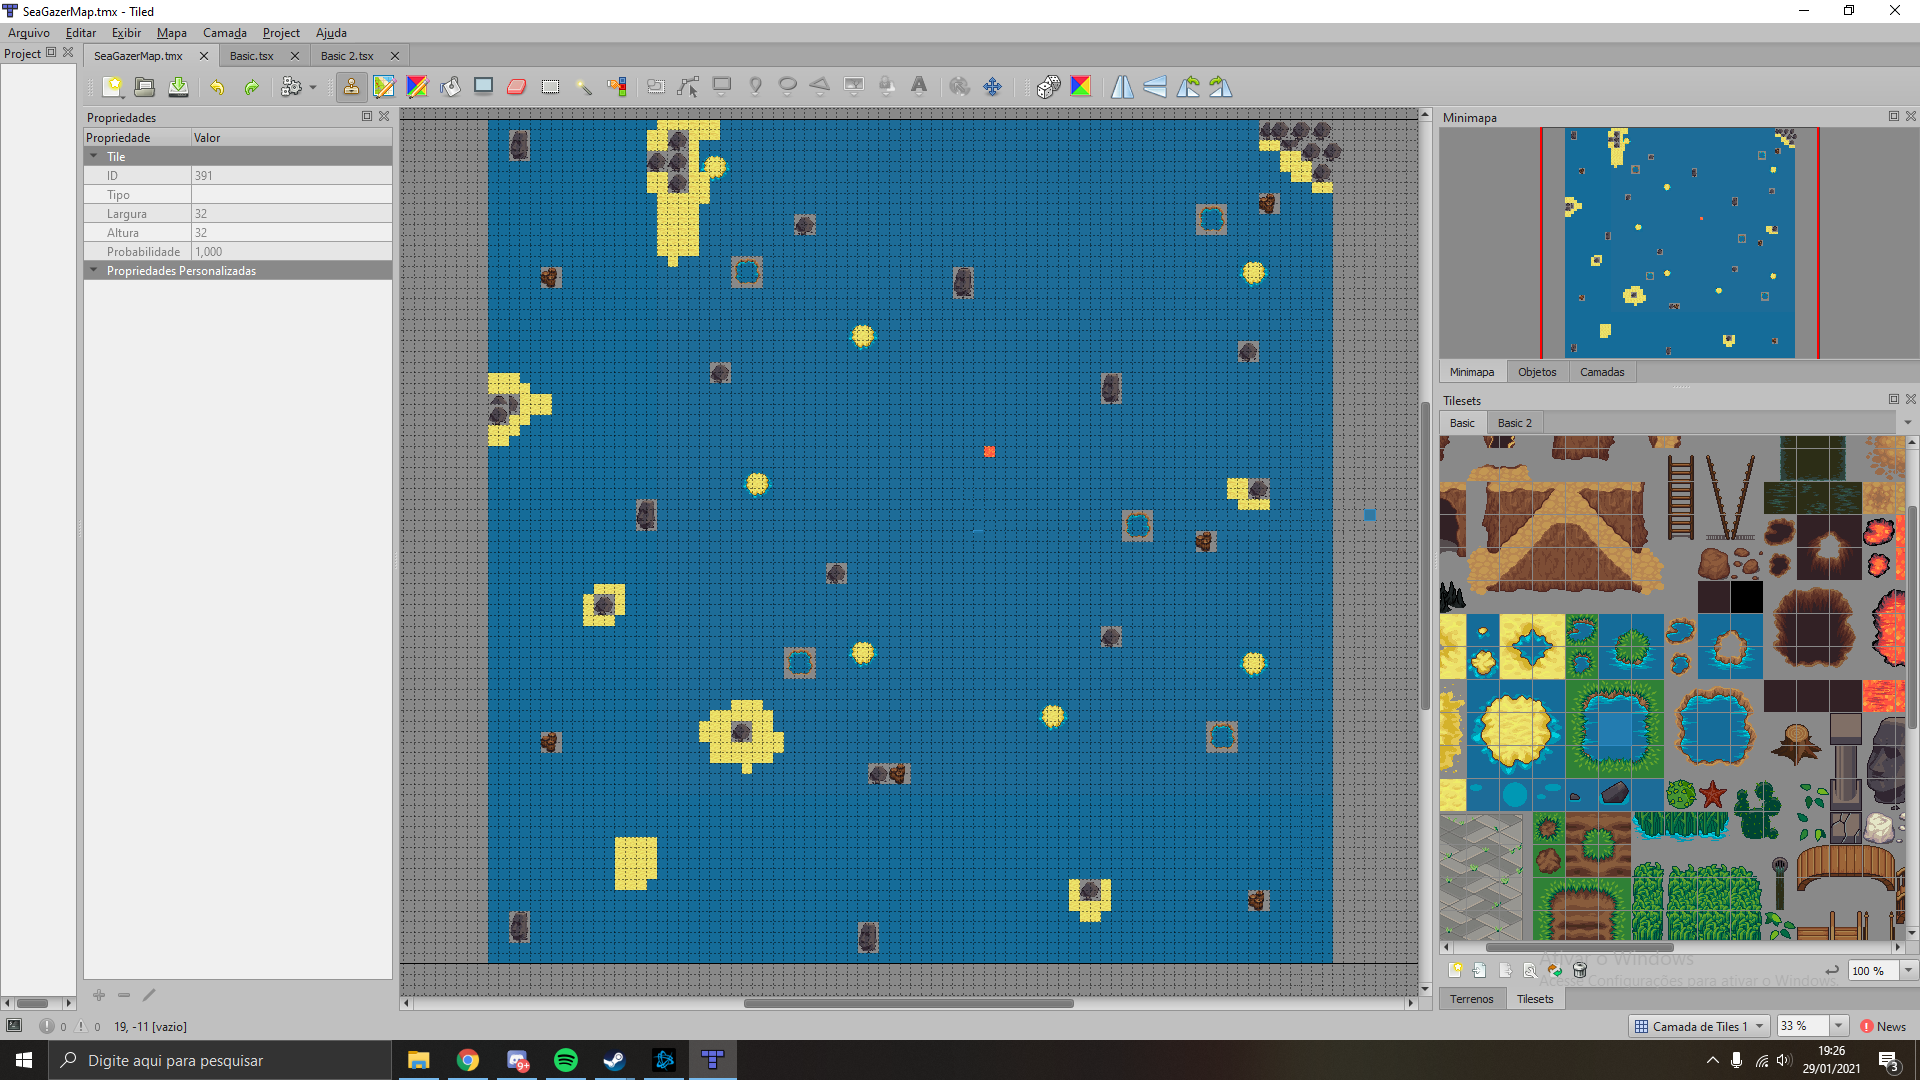 SeaGazerMap.tmx - Tiled
Arquivo Editar Exibir Mapa Camada Project Ajuda
Project
SeaGazerMap.tmx
Basic.tsx
Basic 2.tsx
Propriedades
Propriedade Valor
Tile
ID 391
Tipo
Largura 32
Altura 32
Probabilidade 1,000
Propriedades Personalizadas
Minimapa
Minimapa Objetos Camadas
Tilesets
Basic Basic 2
Ativar o Windows
Acesse Configurações para ativar o Windows.
100 %
Terrenos Tilesets
0 0 19, -11 [vazio]
Camada de Tiles 1 33 % News
Digite aqui para pesquisar
9+
19:26
29/01/2021
3